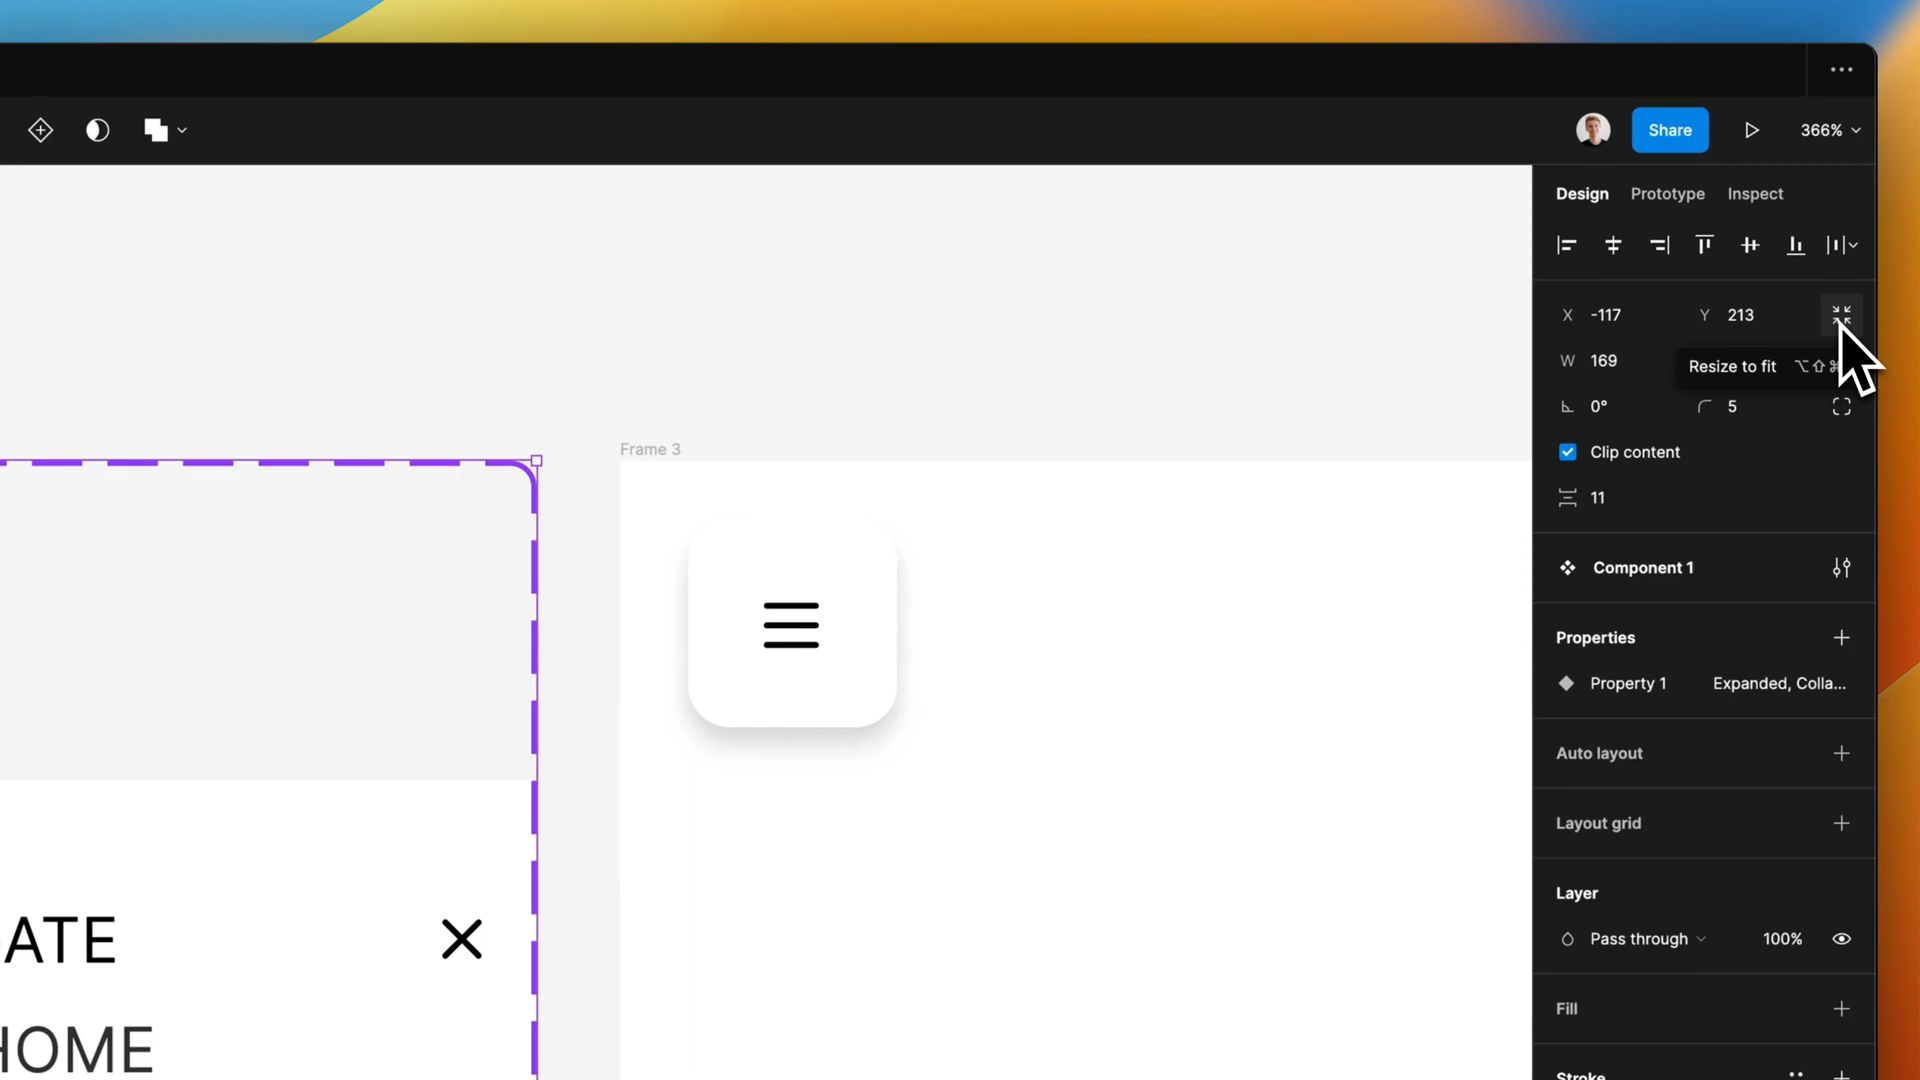 Share
366%
Design Prototype Inspect
X -117 Y 213
W 169
Resize to fit ⌥⇧
0° 5
Frame 3
Clip content
11
Component 1
Properties
Property 1 Expanded, Colla...
Auto layout
Layout grid
Layer
ATE
Pass through 100%
Fill
HOME
Stroke